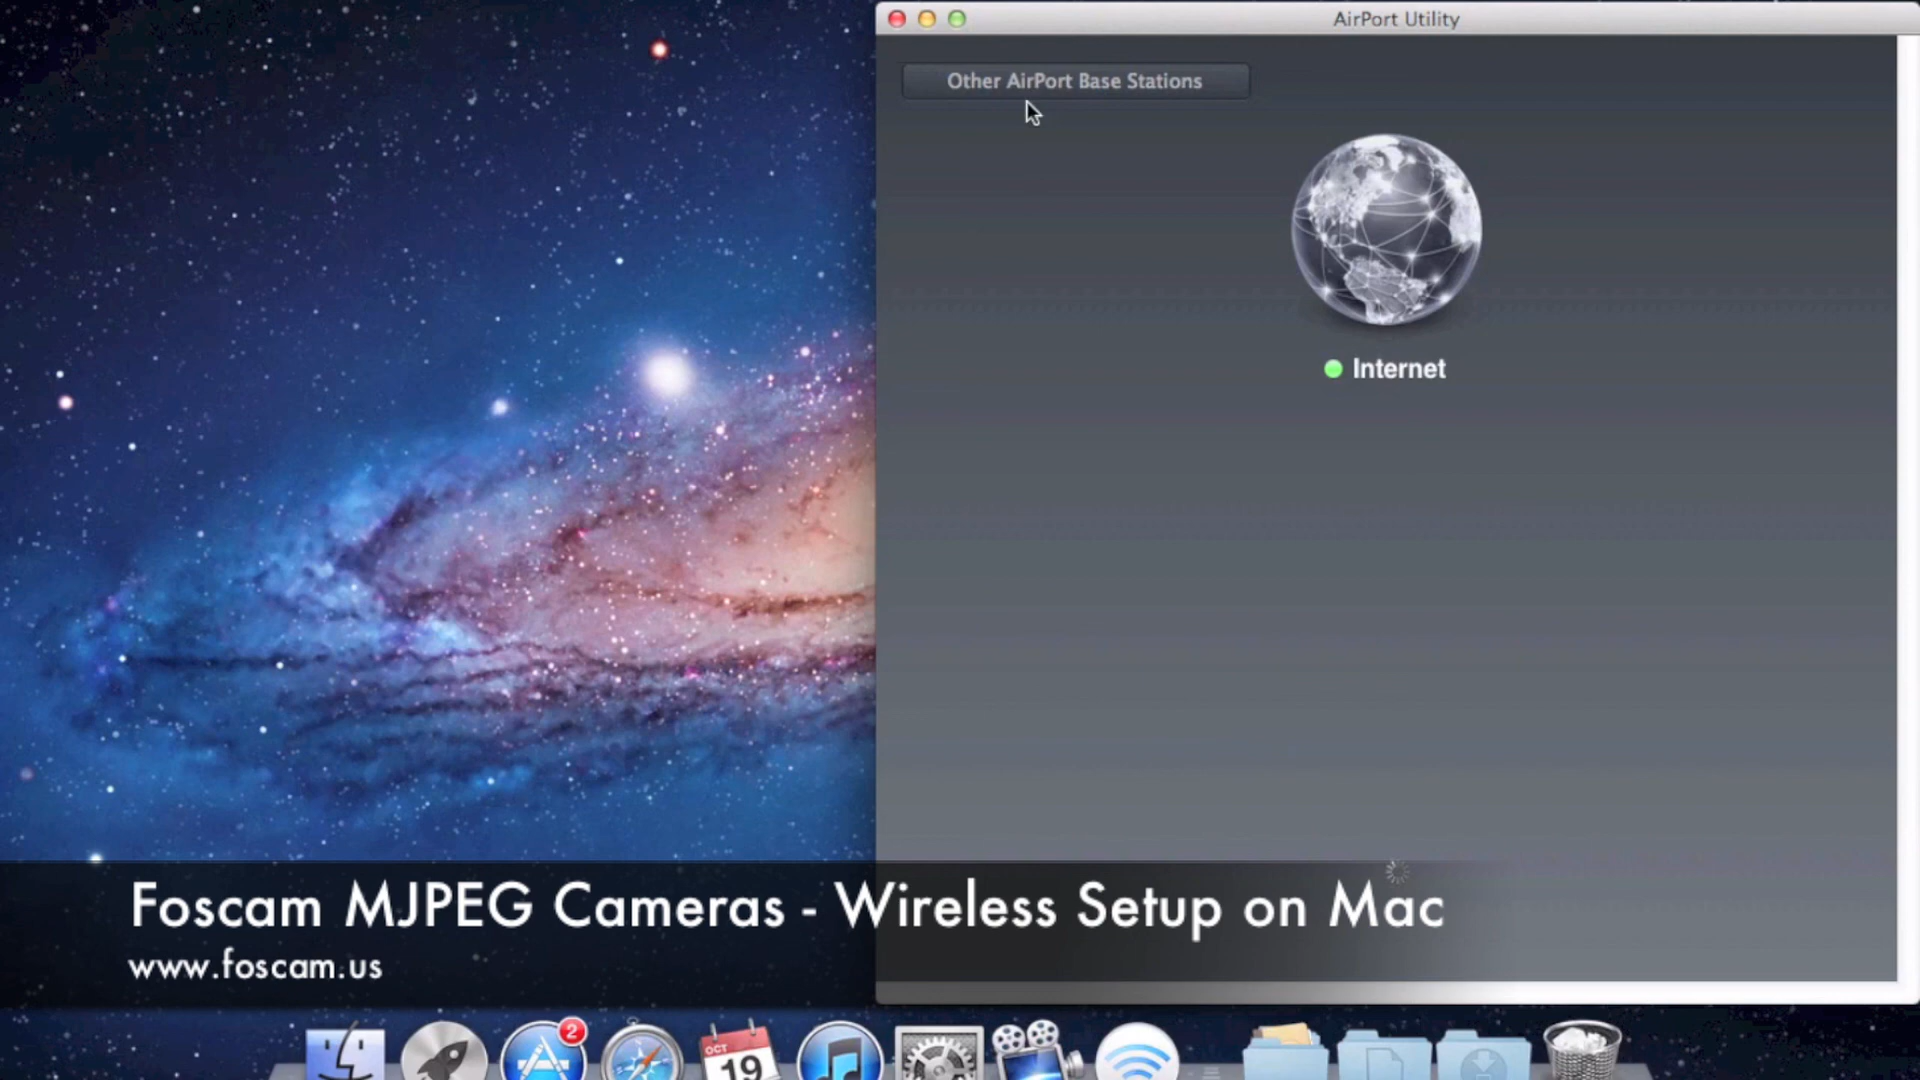 AirPort Utility
Other AirPort Base Stations
Internet
Foscam MJPEG Cameras - Wireless Setup on Mac
www.foscam.us
2
OCT
19